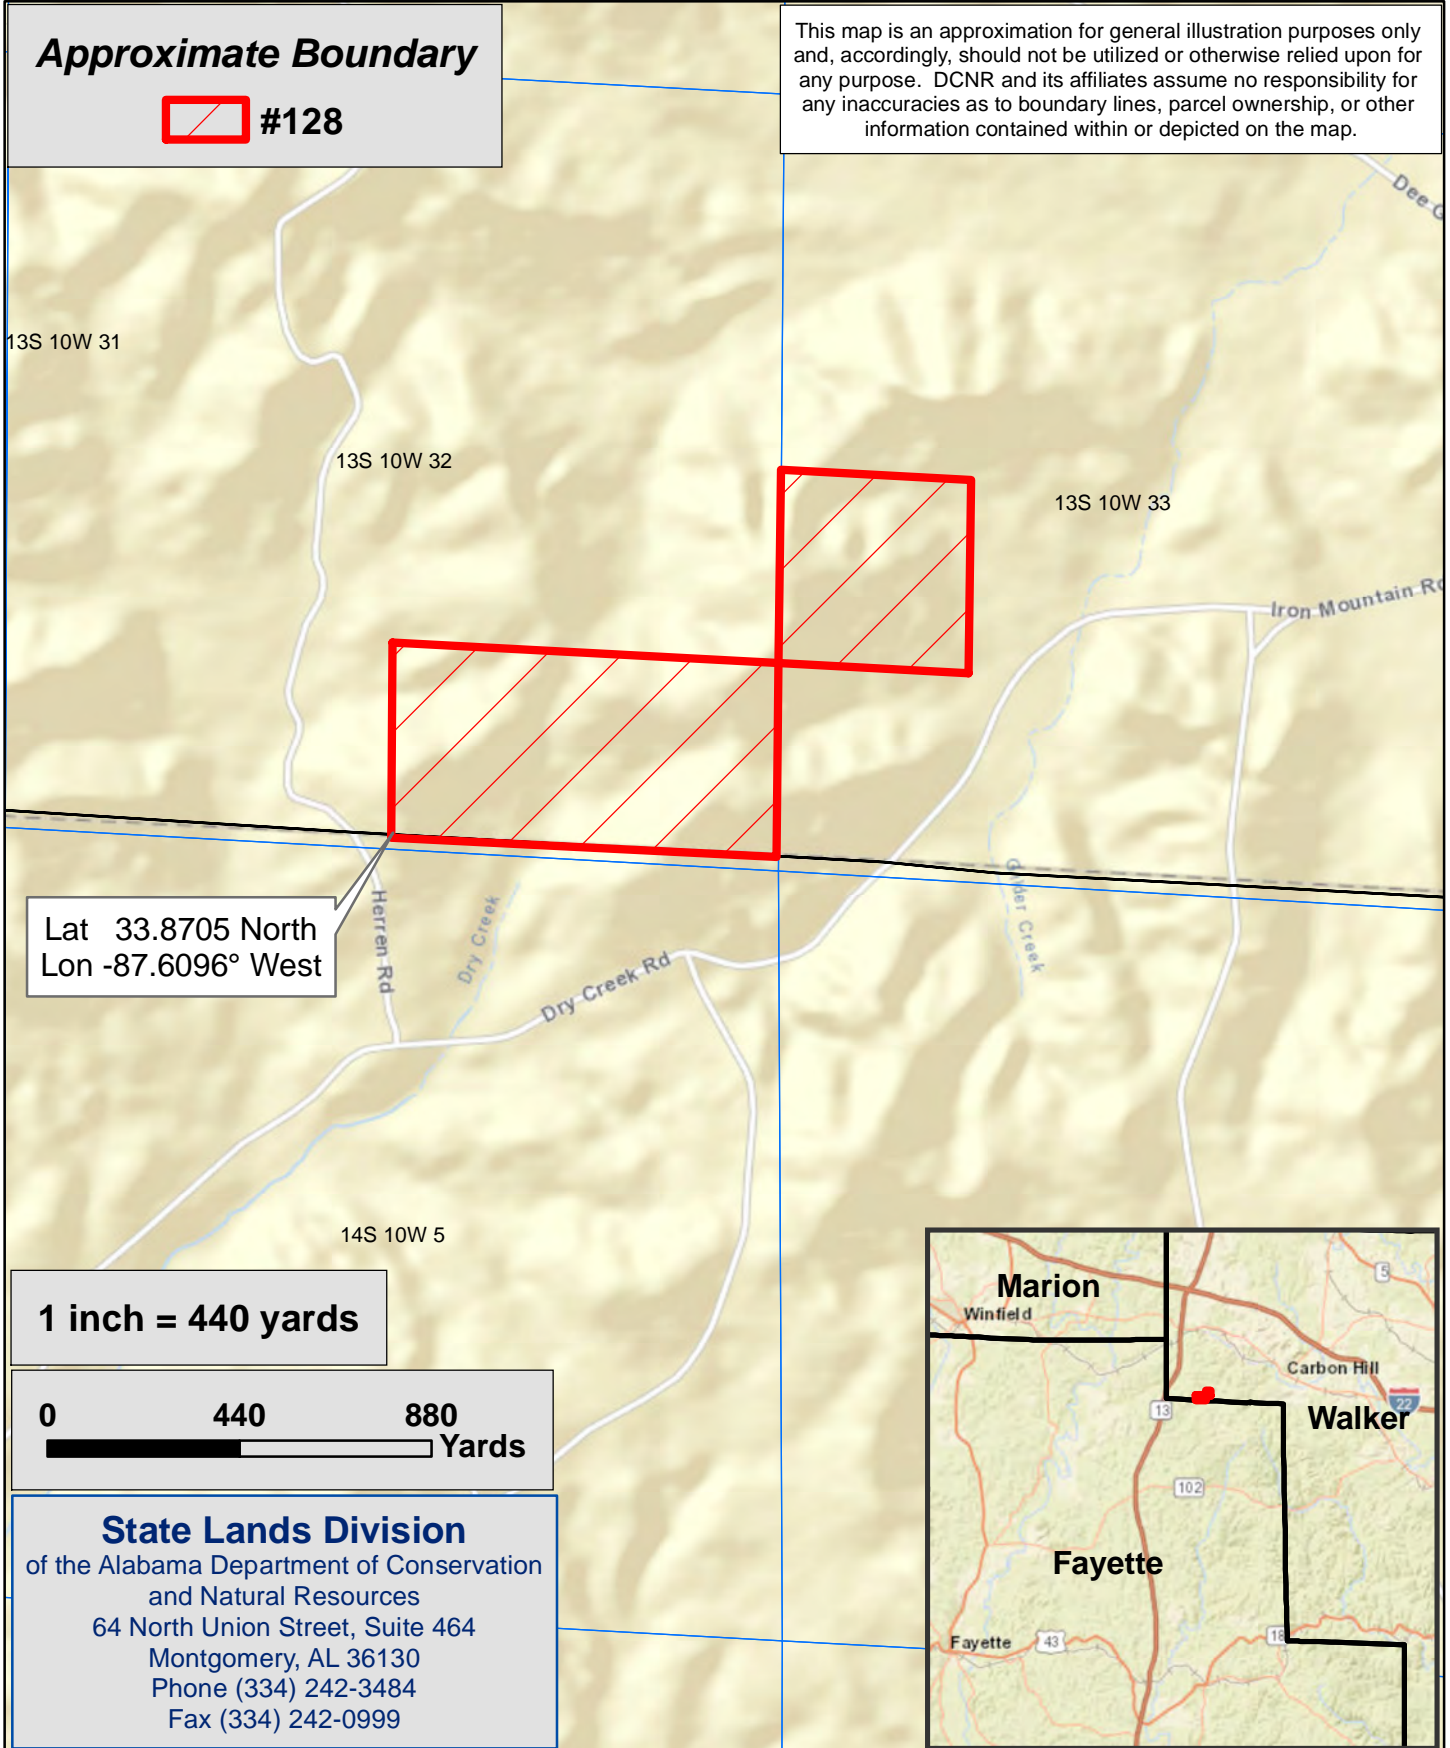 Approximate Boundary
#128
This map is an approximation for general illustration purposes only
and, accordingly, should not be utilized or otherwise relied upon for
any purpose. DCNR and its affiliates assume no responsibility for
any inaccuracies as to boundary lines, parcel ownership, or other
information contained within or depicted on the map.
13S 10W 31
13S 10W 32
13S 10W 33
Iron Mountain Rd
Lat 33.8705 North
Lon -87.6096° West
Herren Rd
Dry Creek
Dry Creek Rd
Creek
14S 10W 5
1 inch = 440 yards
0 440 880
Yards
State Lands Division
of the Alabama Department of Conservation
and Natural Resources
64 North Union Street, Suite 464
Montgomery, AL 36130
Phone (334) 242-3484
Fax (334) 242-0999
Marion
Winfield
5
Carbon Hill
22
13
Walker
102
Fayette
Fayette
43
18